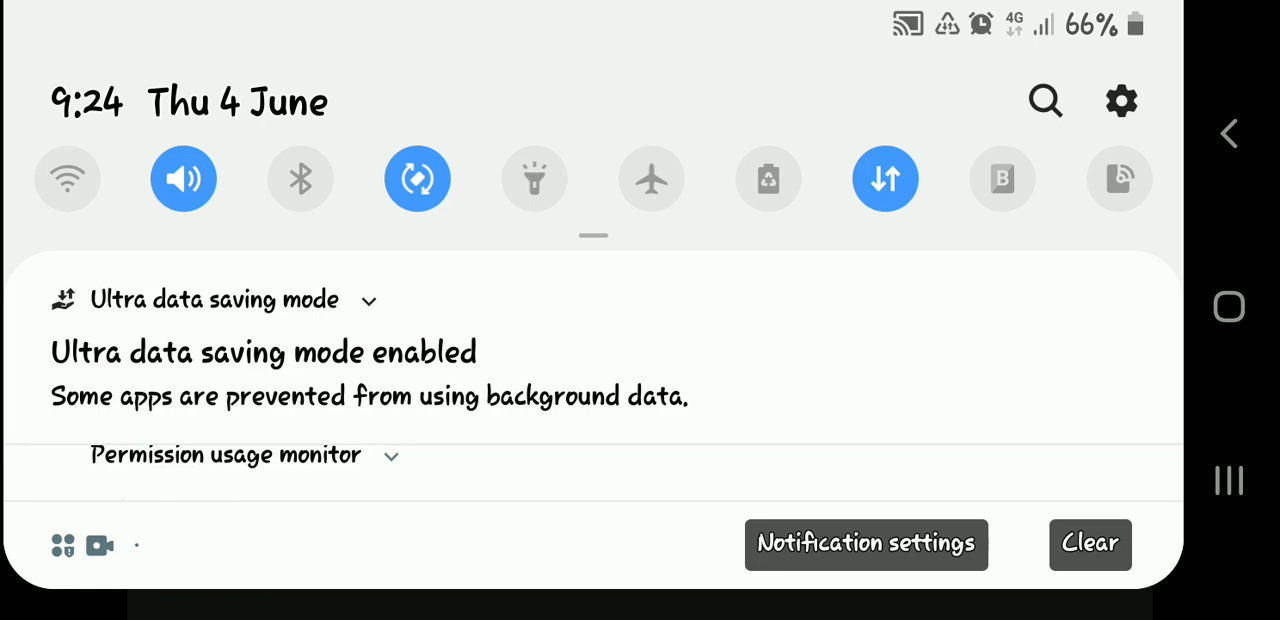 4G
66%
9:24 Thu 4 June
B
Ultra data saving mode
Ultra data saving mode enabled
Some apps are prevented from using background data.
Permission usage monitor
Notification settings
Clear